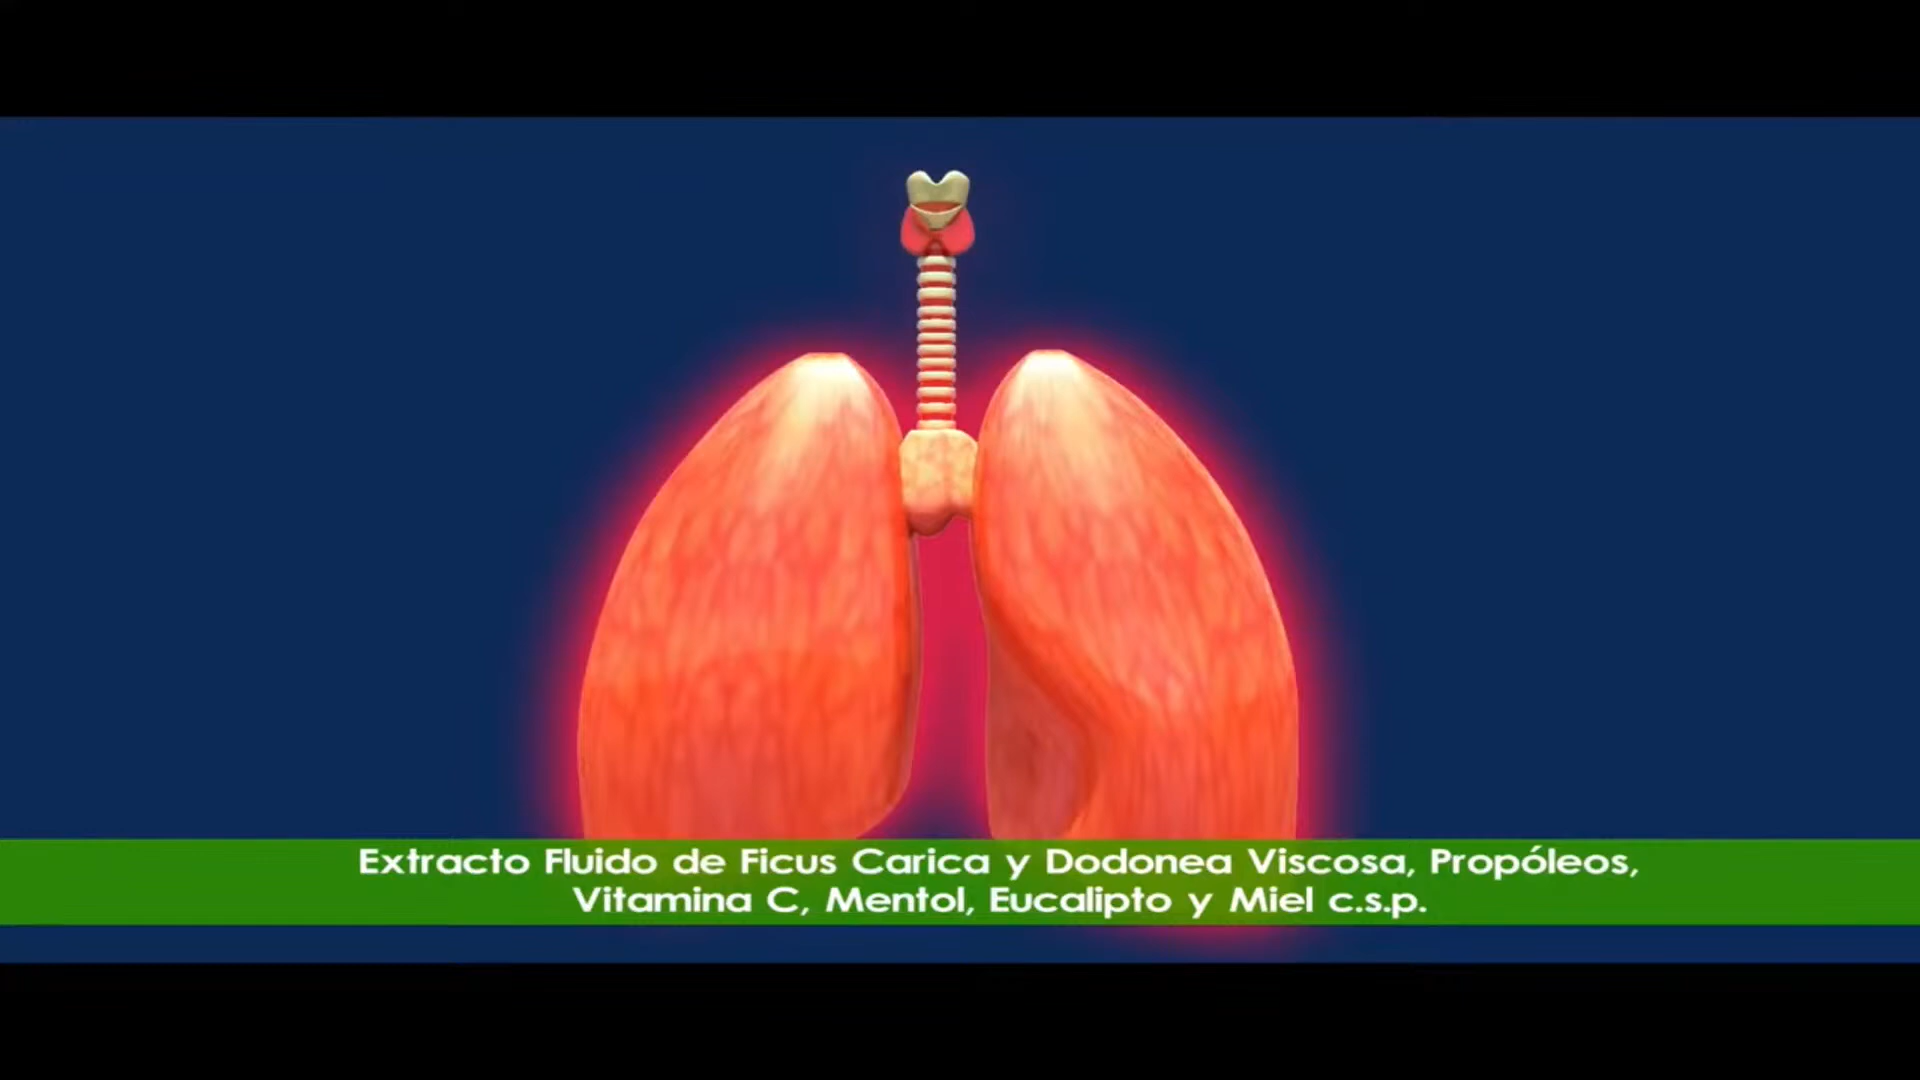 Extracto Fluido de Ficus Carica y Dodonea Viscosa, Propóleos,
Vitamina C, Mentol, Eucalipto y Miel c.s.p.